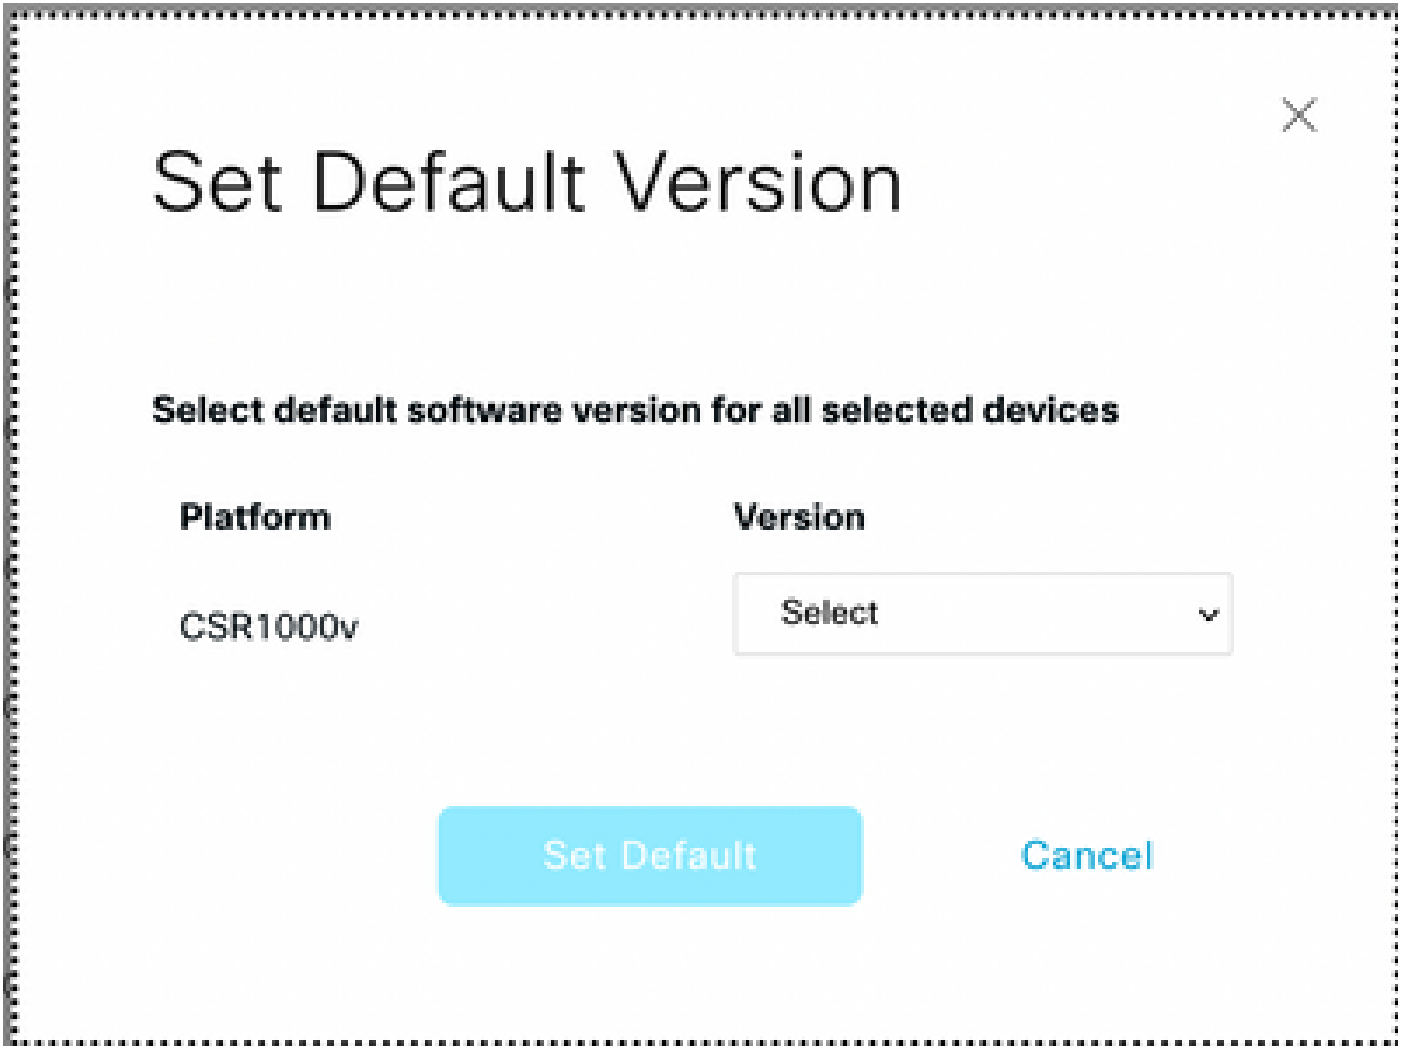 Set Default Version
Select default software version for all selected devices
Platform
Version
CSR1000v
Select
Set Default
Cancel